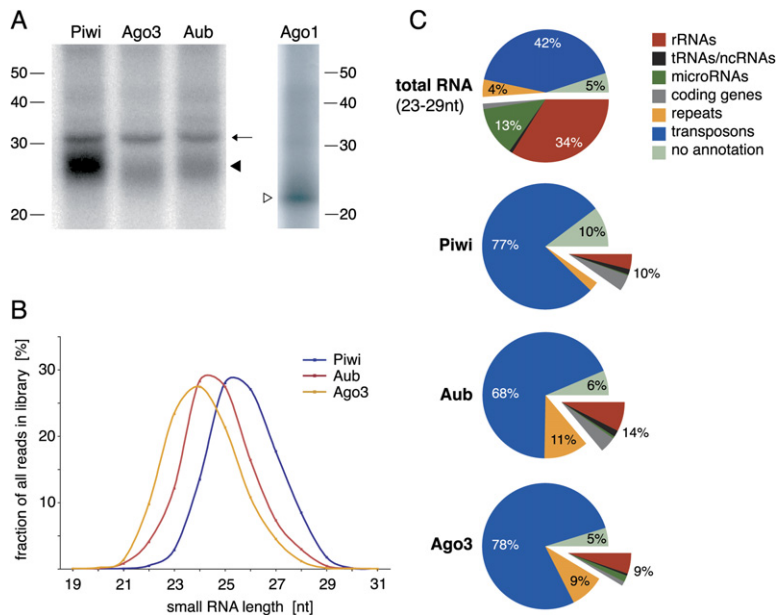 A
Piwi Ago3 Aub
Ago1
50
40
30
20
50
40
30
20
B
fraction of all reads in library [%]
30
20
10
Piwi
Aub
Ago3
19 21 23 25 27 29 31
small RNA length [nt]
C
total RNA
(23-29nt)
42%
4%
5%
13%
34%
rRNAs
tRNAs/ncRNAs
microRNAs
coding genes
repeats
transposons
no annotation
Piwi
77%
10%
10%
Aub
68%
6%
11%
14%
Ago3
78%
5%
9%
9%